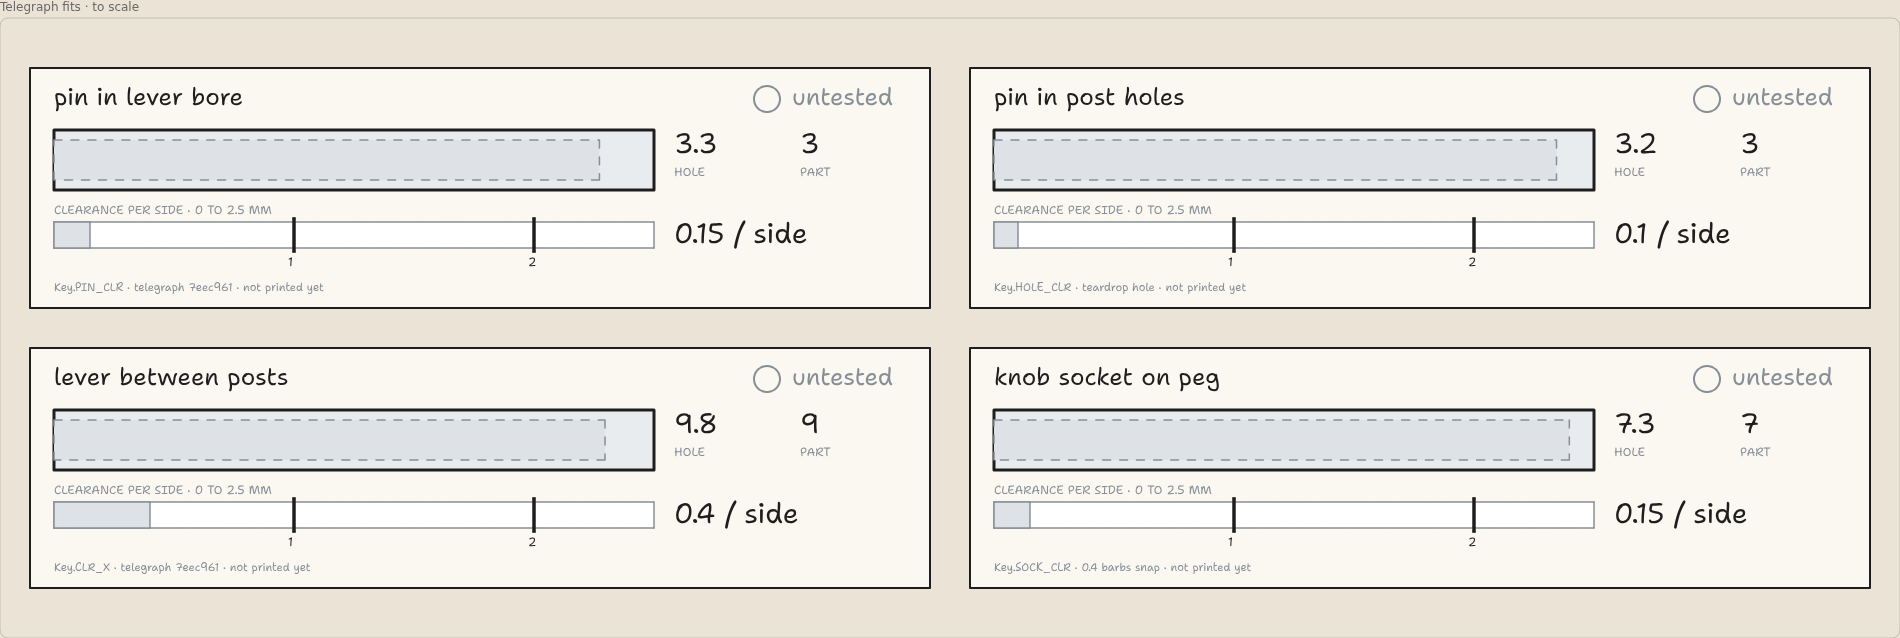 Telegraph fits · to scale
pin in lever bore
untested
3.3
3
HOLE
PART
CLEARANCE PER SIDE · 0 TO 2.5 MM
0.15 / side
1
2
Key.PIN_CLR · telegraph 7eec961 · not printed yet
pin in post holes
untested
3.2
3
HOLE
PART
CLEARANCE PER SIDE · 0 TO 2.5 MM
0.1 / side
1
2
Key.HOLE_CLR · teardrop hole · not printed yet
lever between posts
untested
9.8
9
HOLE
PART
CLEARANCE PER SIDE · 0 TO 2.5 MM
0.4 / side
1
2
Key.CLR_X · telegraph 7eec961 · not printed yet
knob socket on peg
untested
7.3
7
HOLE
PART
CLEARANCE PER SIDE · 0 TO 2.5 MM
0.15 / side
1
2
Key.SOCK_CLR · 0.4 barbs snap · not printed yet